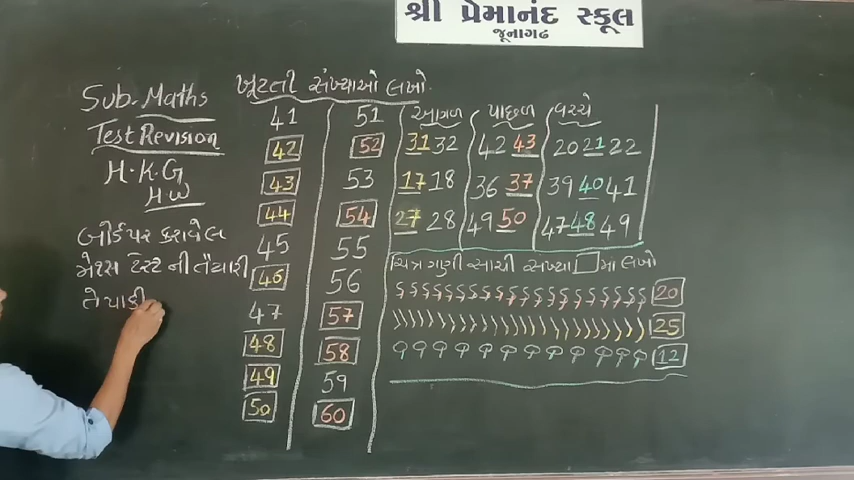 શ્રી પ્રેમાનંદ સ્કૂલ
જૂનાગઢ
Sub. Maths
Test Revision
H.K.G
H.W
બોર્ડ પર કરાવેલ
મેથ્સ ટેસ્ટ ની તૈયારી
ખૂટતી સંખ્યાઓ લખો.
41
42
43
44
45
46
47
48
49
50
51
52
53
54
55
56
57
58
59
60
આગળ
31 32
17 18
27 28
પાછળ
42 43
36 37
49 50
વચ્ચે
20 21 22
39 40 41
47 48 49
ચિત્ર ગણી સાચી સંખ્યા માં લખો
20
25
12